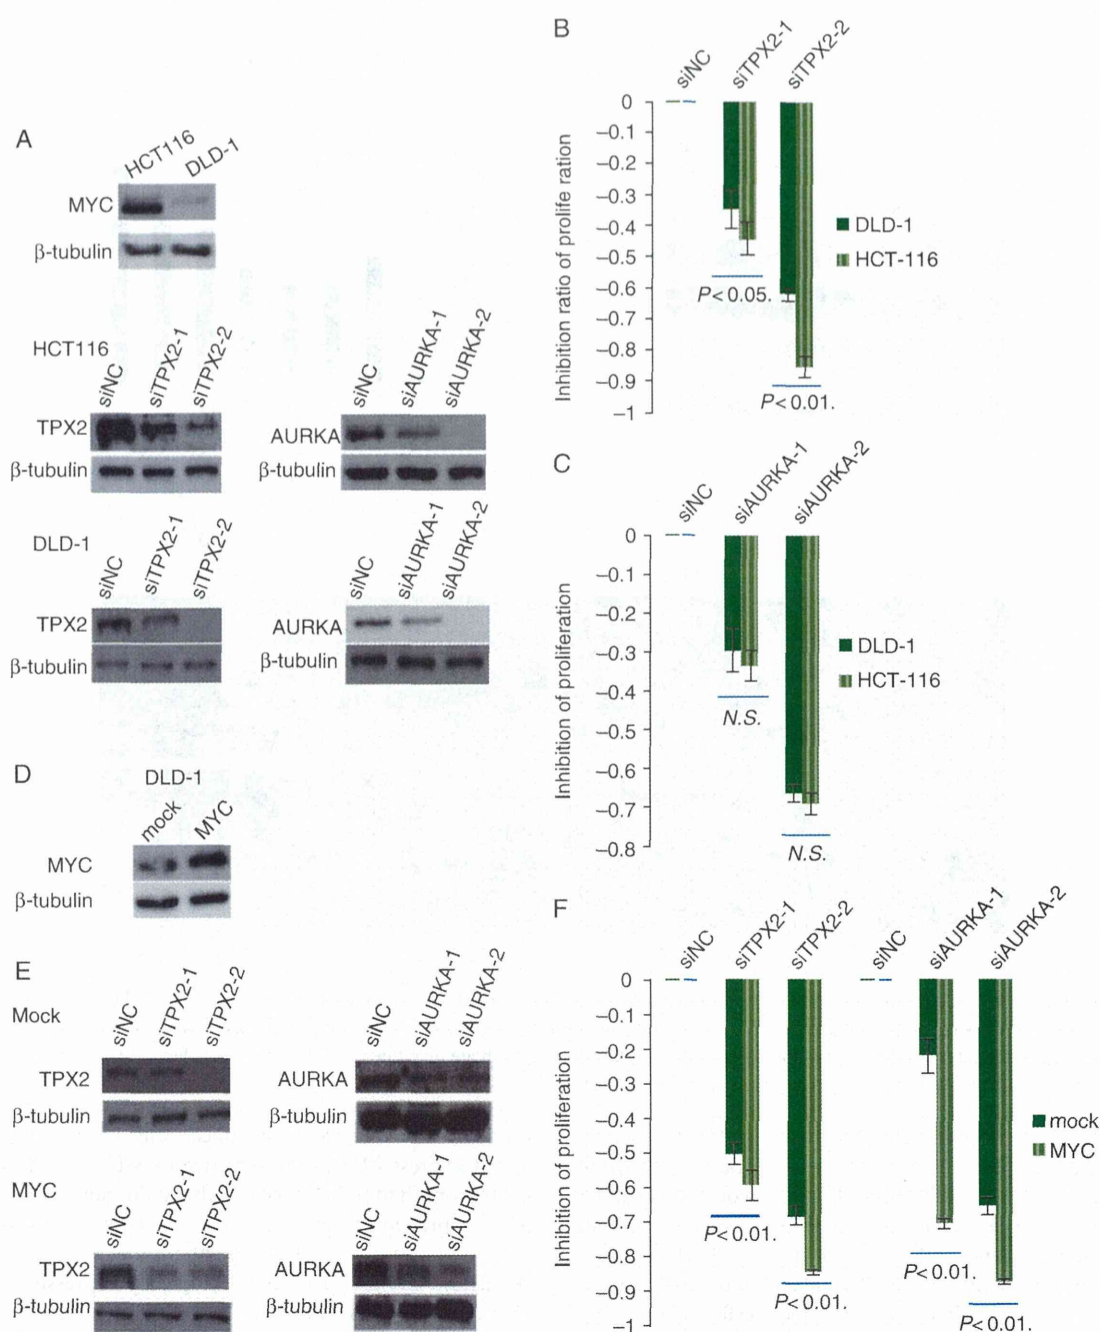 A
HCT116 DLD-1
MYC
β-tubulin
HCT116
siNC siTPX2-1 siTPX2-2
TPX2
β-tubulin
siNC siAURKA-1 siAURKA-2
AURKA
β-tubulin
DLD-1
siNC siTPX2-1 siTPX2-2
TPX2
β-tubulin
siNC siAURKA-1 siAURKA-2
AURKA
β-tubulin
B
siNC siTPX2-1 siTPX2-2
Inhibition ratio of prolife ration
0
–0.1
–0.2
–0.3
–0.4
–0.5
–0.6
–0.7
–0.8
–0.9
–1
P< 0.05.
P< 0.01.
DLD-1
HCT-116
C
siNC siAURKA-1 siAURKA-2
Inhibition of proliferation
0
–0.1
–0.2
–0.3
–0.4
–0.5
–0.6
–0.7
–0.8
N.S.
N.S.
DLD-1
HCT-116
D
DLD-1
mock MYC
MYC
β-tubulin
E
Mock
siNC siTPX2-1 siTPX2-2
TPX2
β-tubulin
siNC siAURKA-1 siAURKA-2
AURKA
β-tubulin
MYC
siNC siTPX2-1 siTPX2-2
TPX2
β-tubulin
siNC siAURKA-1 siAURKA-2
AURKA
β-tubulin
F
siNC siTPX2-1 siTPX2-2 siNC siAURKA-1 siAURKA-2
Inhibition of proliferation
0
–0.1
–0.2
–0.3
–0.4
–0.5
–0.6
–0.7
–0.8
–0.9
–1
P< 0.01.
P< 0.01.
P< 0.01.
P< 0.01.
mock
MYC